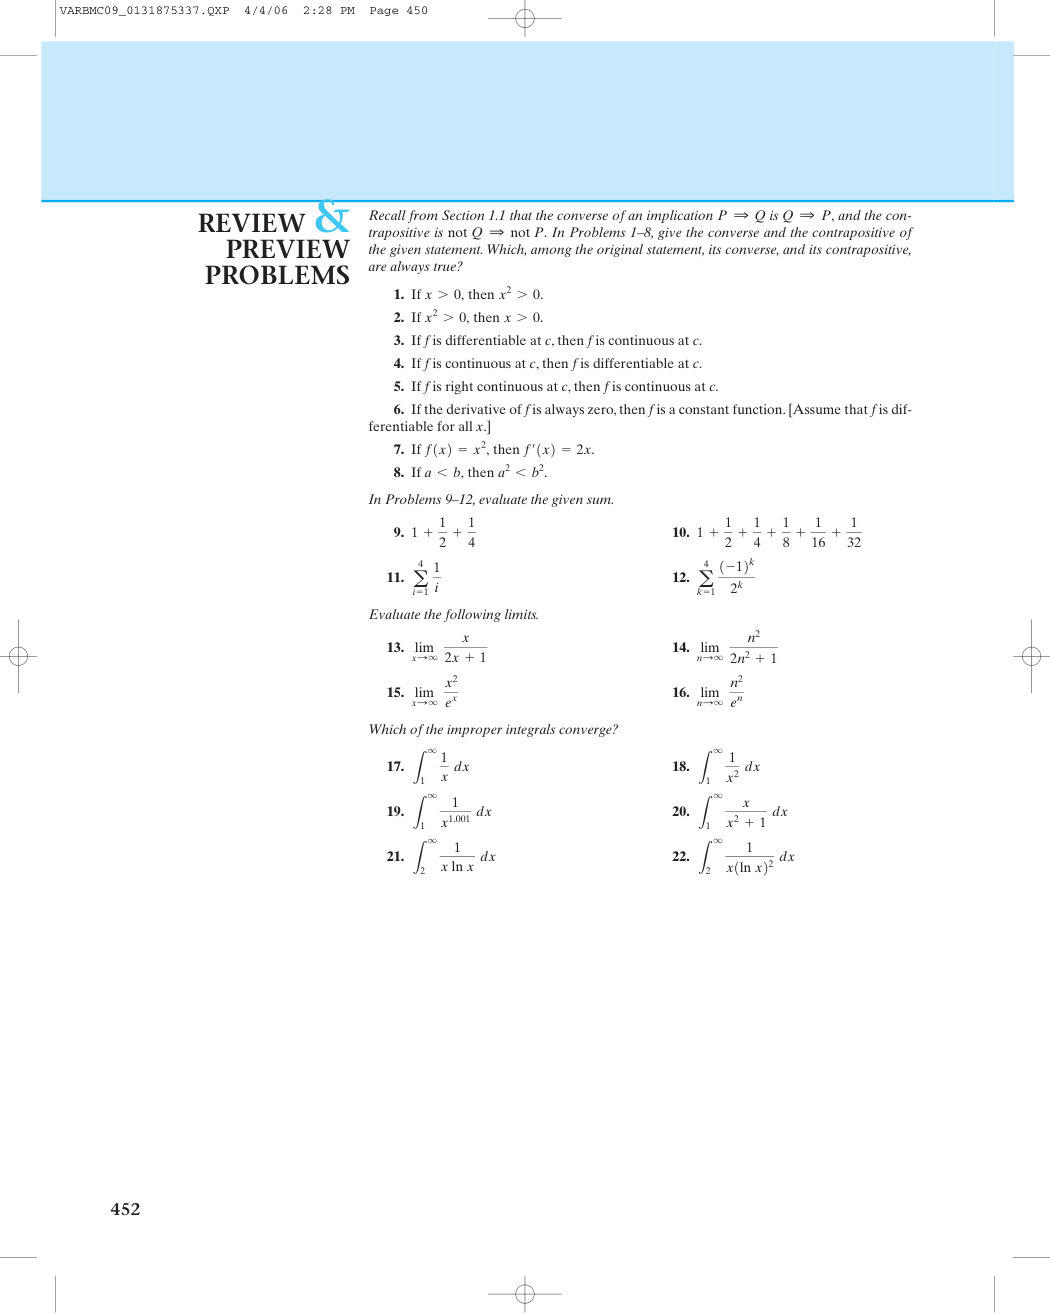 VARBMC09_0131875337.QXP 4/4/06 2:28 PM Page 450
REVIEW &
PREVIEW
PROBLEMS
Recall from Section 1.1 that the converse of an implication P ⇒ Q is Q ⇒ P, and the con-
trapositive is not Q ⇒ not P. In Problems 1–8, give the converse and the contrapositive of
the given statement. Which, among the original statement, its converse, and its contrapositive,
are always true?
1. If x > 0, then x² > 0.
2. If x² > 0, then x > 0.
3. If f is differentiable at c, then f is continuous at c.
4. If f is continuous at c, then f is differentiable at c.
5. If f is right continuous at c, then f is continuous at c.
6. If the derivative of f is always zero, then f is a constant function. [Assume that f is dif-
ferentiable for all x.]
7. If f(x) = x², then f′(x) = 2x.
8. If a < b, then a² < b².
In Problems 9–12, evaluate the given sum.
9. 1 + 1/2 + 1/4
10. 1 + 1/2 + 1/4 + 1/8 + 1/16 + 1/32
11. ∑_{i=1}^{4} 1/i
12. ∑_{k=1}^{4} (−1)^k / 2^k
Evaluate the following limits.
13. lim_{x→∞} x / (2x + 1)
14. lim_{n→∞} n² / (2n² + 1)
15. lim_{x→∞} x² / e^x
16. lim_{n→∞} n² / e^n
Which of the improper integrals converge?
17. ∫_1^∞ 1/x dx
18. ∫_1^∞ 1/x² dx
19. ∫_1^∞ 1/x^{1.001} dx
20. ∫_1^∞ x / (x² + 1) dx
21. ∫_2^∞ 1 / (x ln x) dx
22. ∫_2^∞ 1 / (x(ln x)²) dx
452